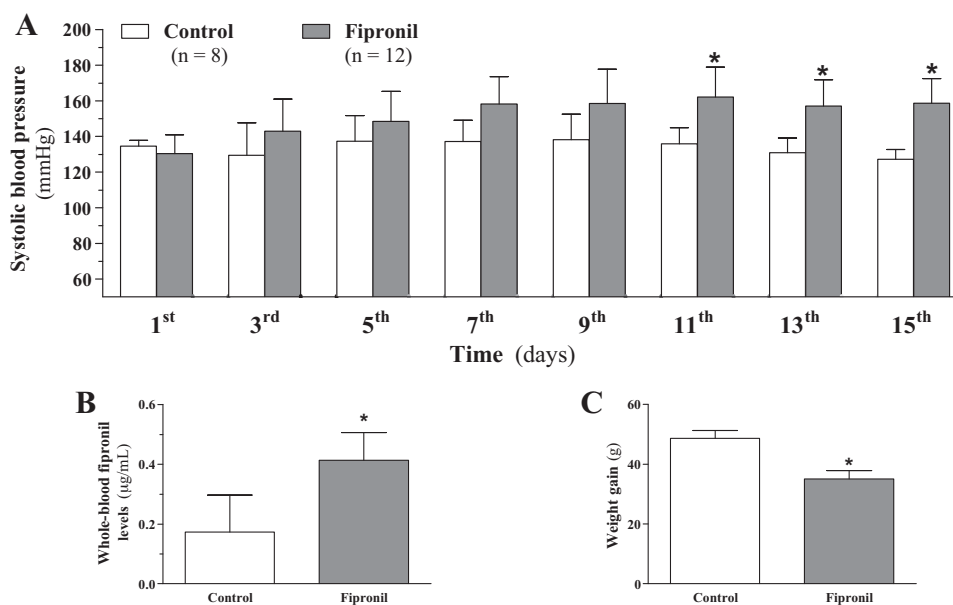 A
Control
(n = 8)
Fipronil
(n = 12)
Systolic blood pressure
(mmHg)
200
180
160
140
120
100
80
60
* * *
1st 3rd 5th 7th 9th 11th 13th 15th
Time (days)
B
Whole-blood fipronil
levels (µg/mL)
0.6
0.4
0.2
0.0
*
Control Fipronil
C
Weight gain (g)
60
40
20
0
*
Control Fipronil